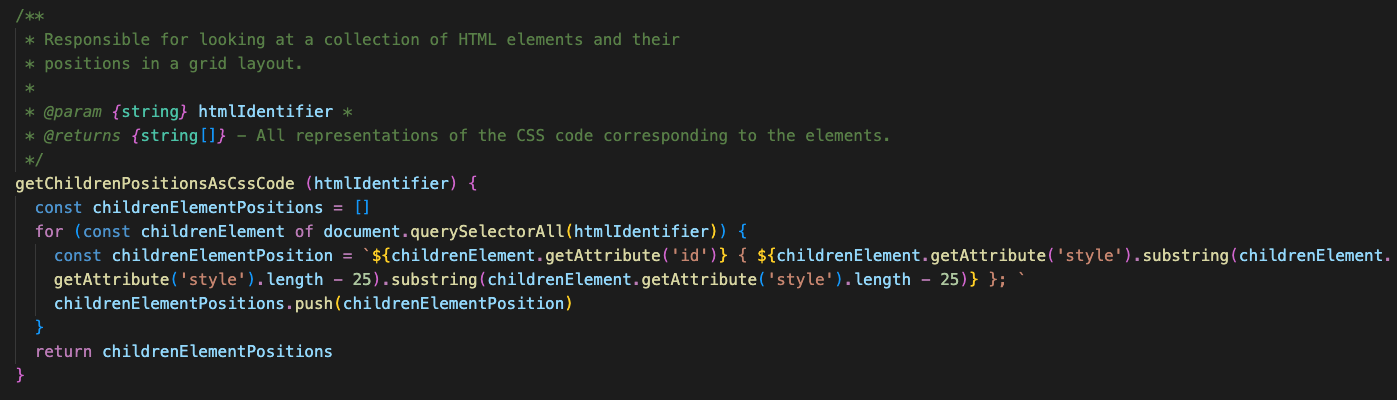 /**
* Responsible for looking at a collection of HTML elements and their
* positions in a grid layout.
*
* @param {string} htmlIdentifier *
* @returns {string[]} - All representations of the CSS code corresponding to the elements.
*/
getChildrenPositionsAsCssCode (htmlIdentifier) {
const childrenElementPositions = []
for (const childrenElement of document.querySelectorAll(htmlIdentifier)) {
const childrenElementPosition = `${childrenElement.getAttribute('id')} { ${childrenElement.getAttribute('style').substring(childrenElement.
getAttribute('style').length - 25).substring(childrenElement.getAttribute('style').length - 25)} }; `
childrenElementPositions.push(childrenElementPosition)
}
return childrenElementPositions
}